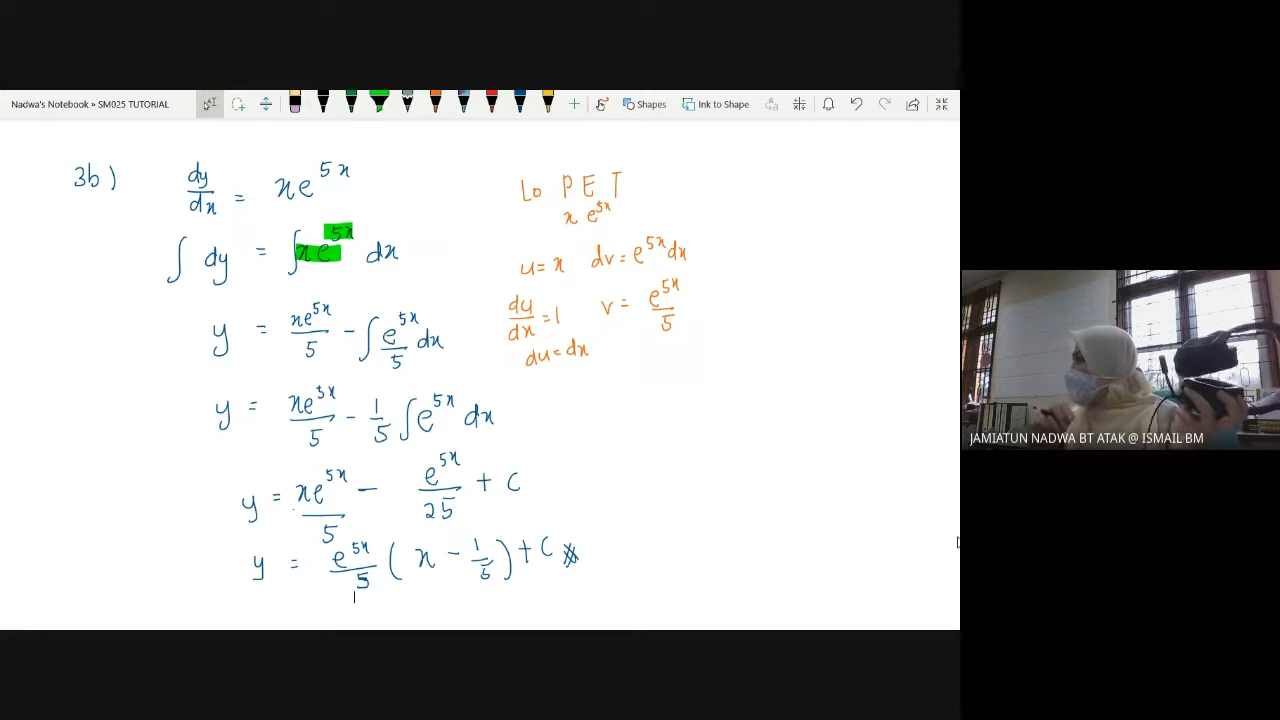 Nadwa's Notebook » SM025 TUTORIAL
Shapes
Ink to Shape
3b) dy/dx = xe^5x
∫ dy = ∫ xe^5x dx
y = xe^5x/5 - ∫ e^5x/5 dx
y = xe^5x/5 - 1/5 ∫ e^5x dx
y = xe^5x/5 - e^5x/25 + C
y = e^5x/5 ( x - 1/5 ) + C
Lo P E T
x e^5x
u = x dv = e^5x dx
du/dx = 1 v = e^5x/5
du = dx
JAMIATUN NADWA BT ATAK @ ISMAIL BM